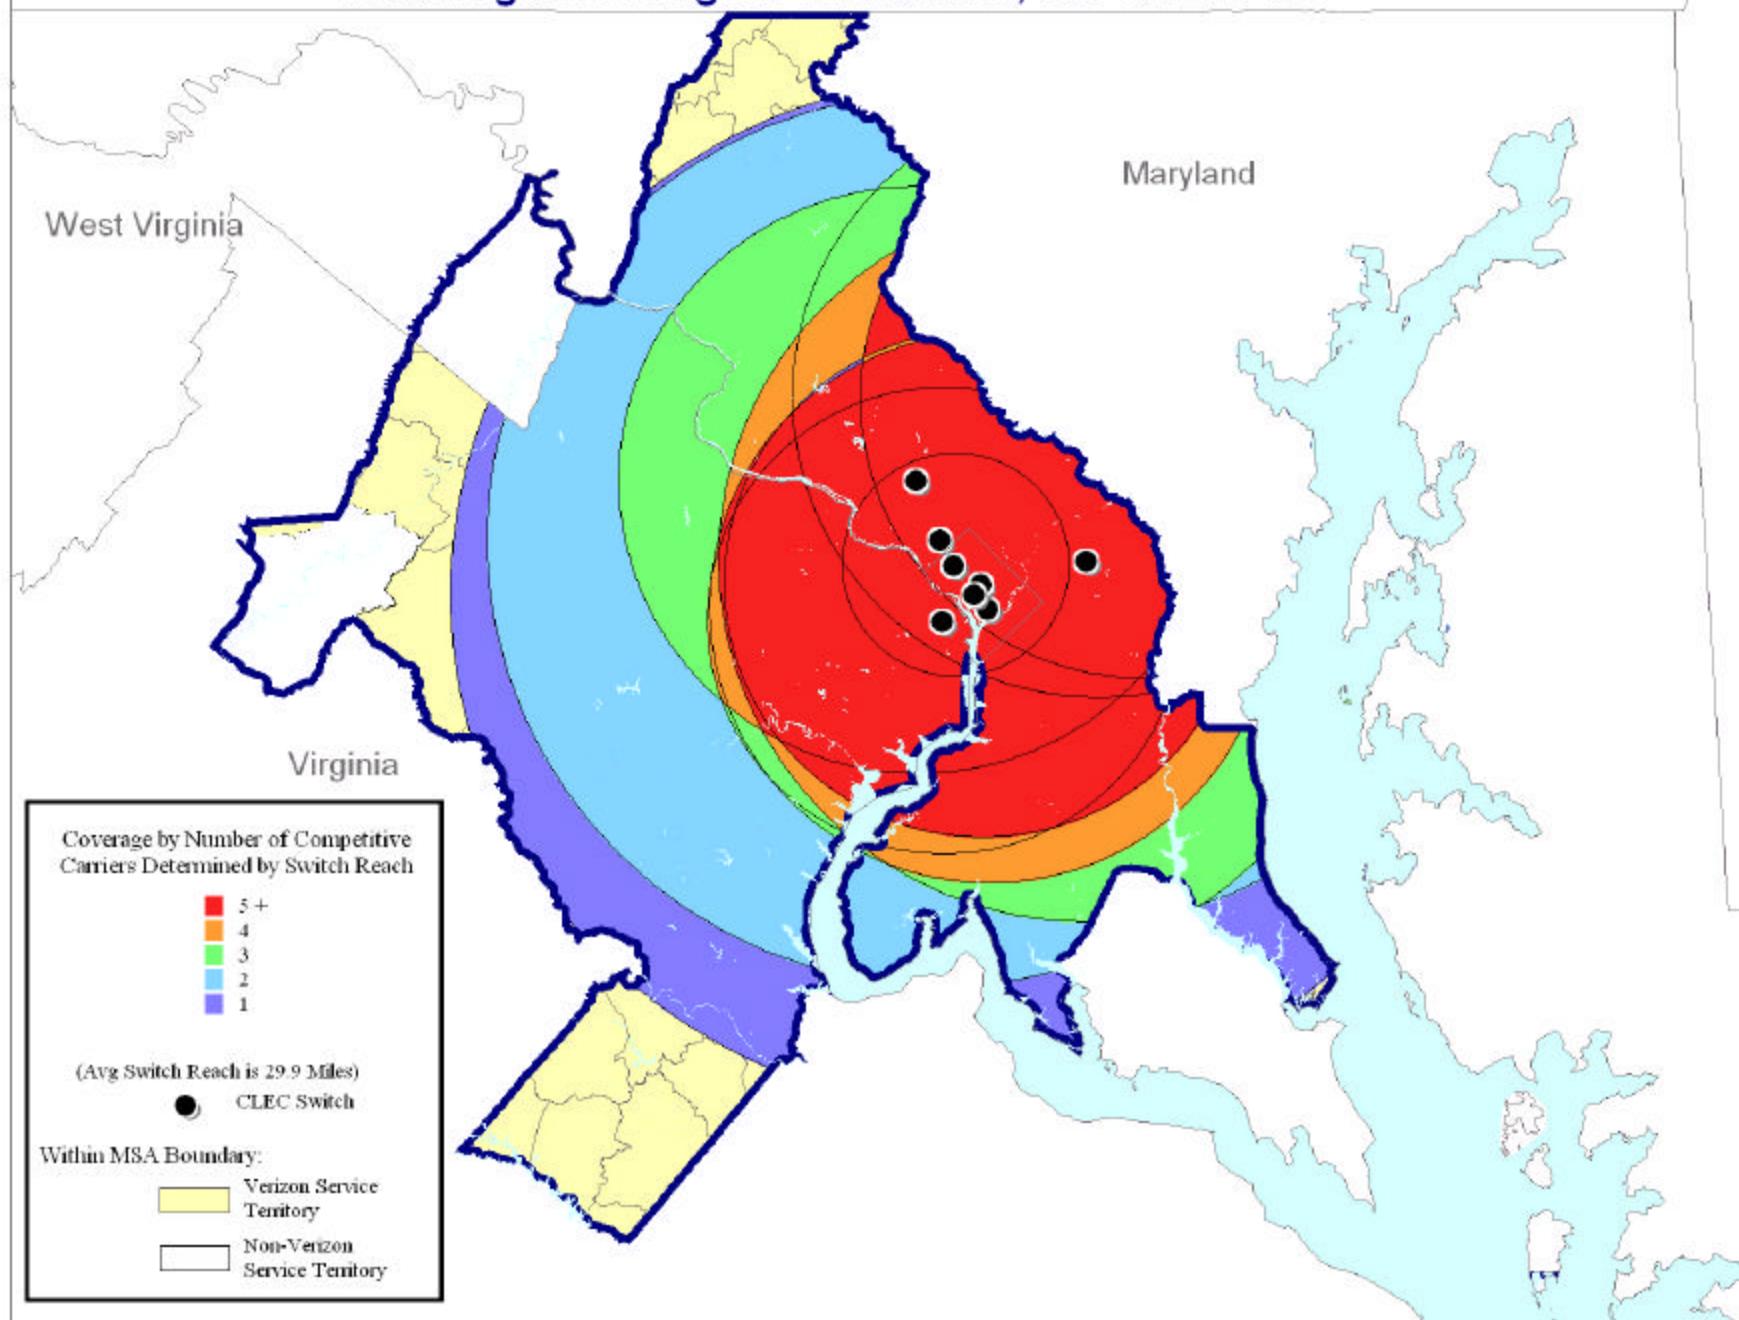 Maryland
West Virginia
Virginia
Coverage by Number of Competitive
Carriers Determined by Switch Reach
5 +
4
3
2
1
(Avg Switch Reach is 29.9 Miles)
CLEC Switch
Within MSA Boundary:
Verizon Service
Territory
Non-Verizon
Service Territory